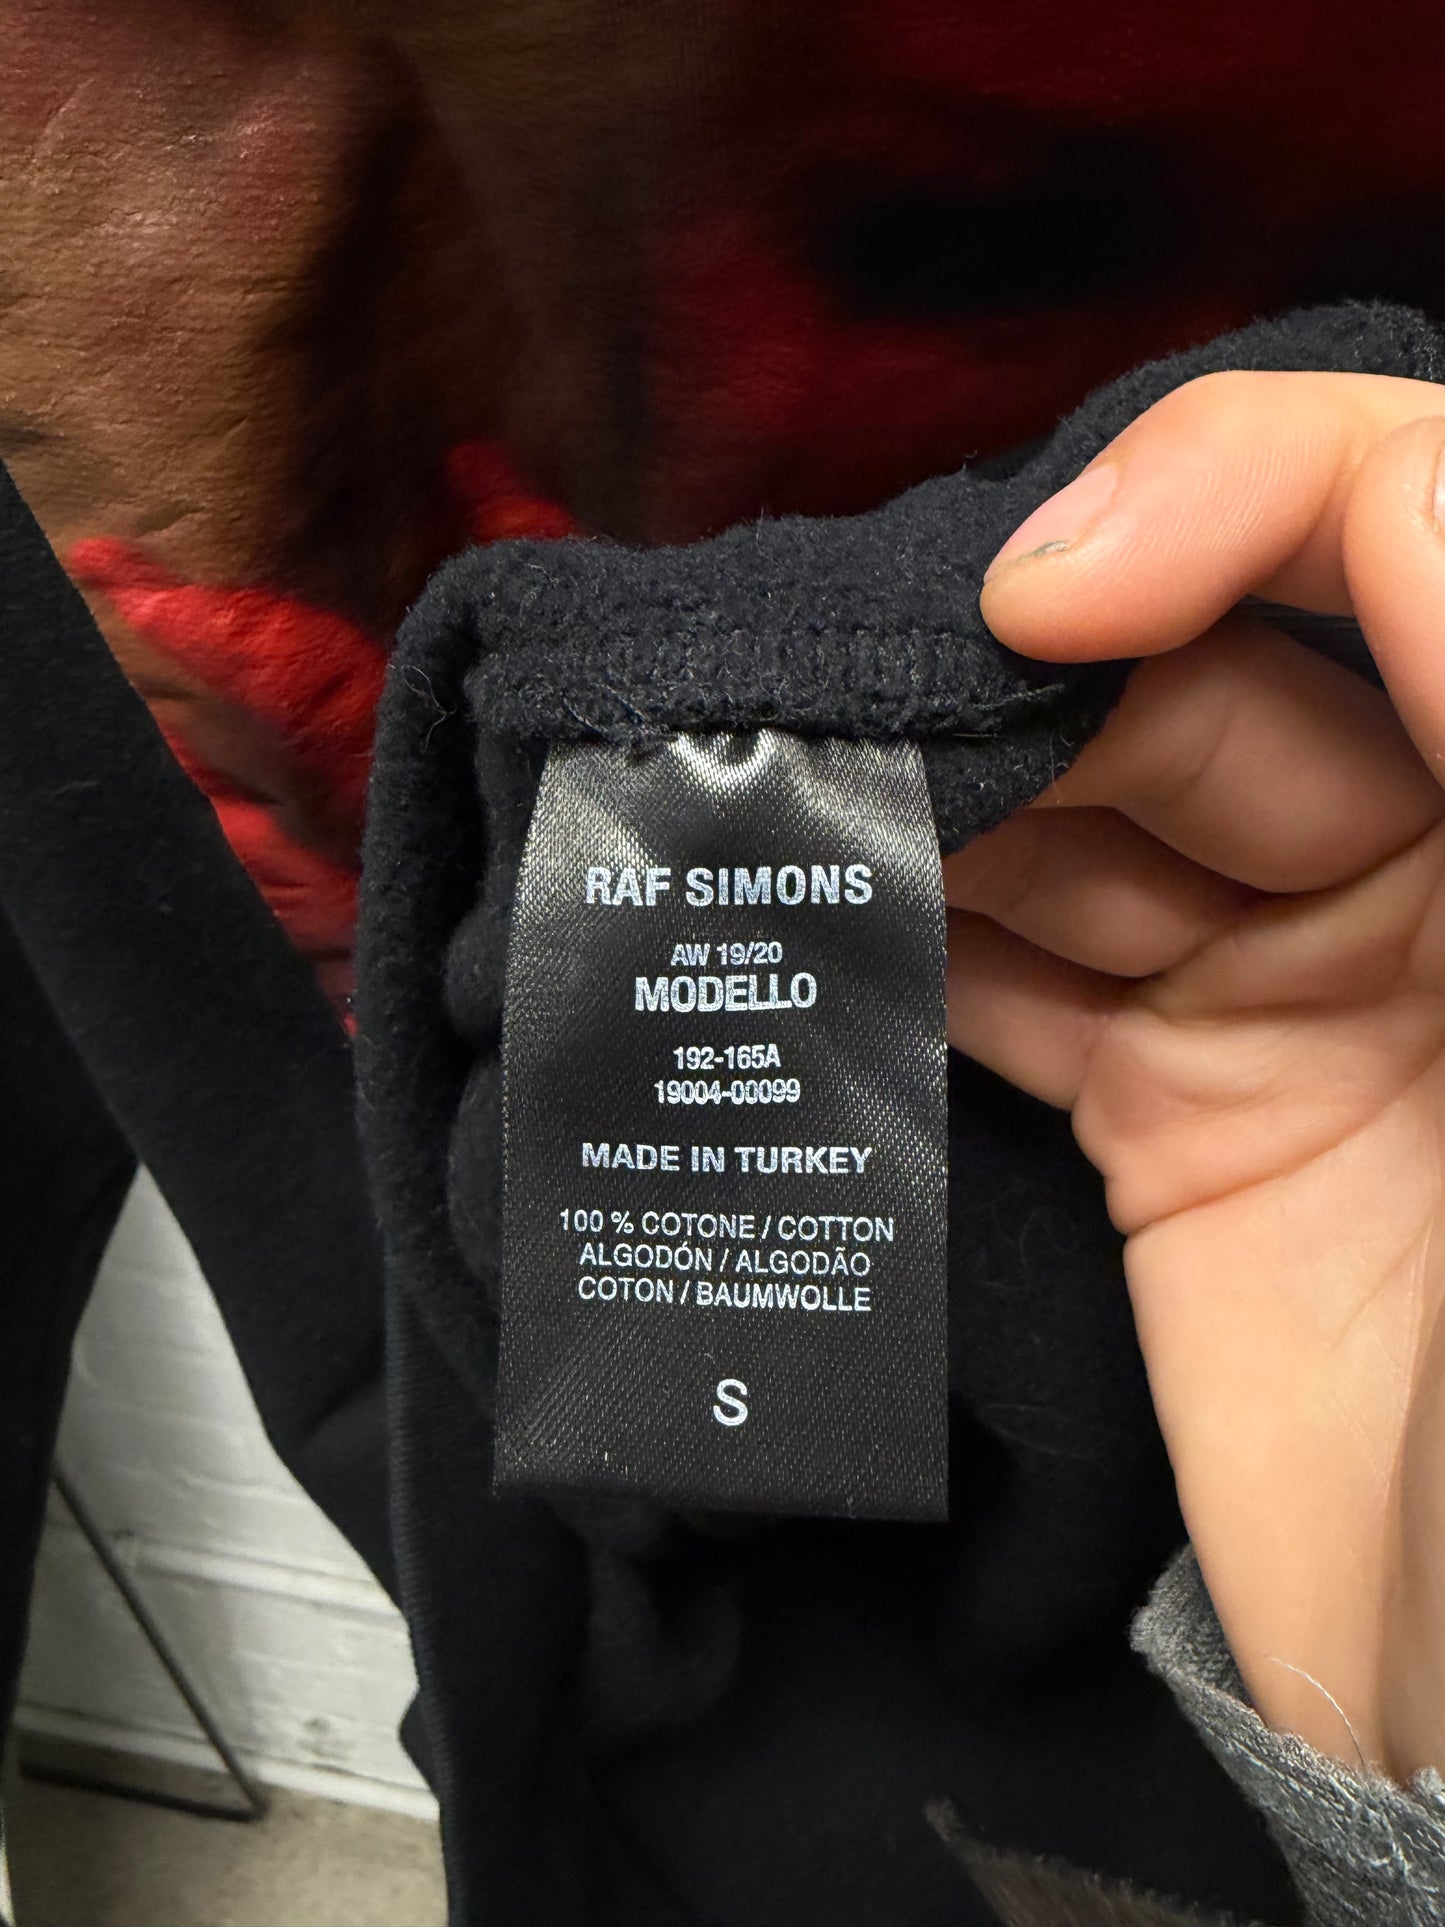 RAF SIMONS
AW 19/20
MODELLO
192-165A
19004-00099
MADE IN TURKEY
100 % COTONE / COTTON
ALGODÓN / ALGODÃO
COTON / BAUMWOLLE
S